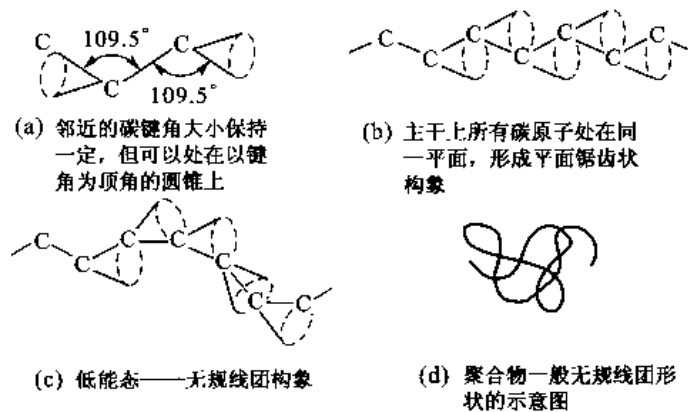 C
109.5°
C
C
109.5°
(a) 邻近的碳键角大小保持
一定，但可以处在以键
角为顶角的圆锥上
C
C
C
C
C
C
C
(b) 主干上所有碳原子处在同
一平面，形成平面锯齿状
构象
C
C
C
C
C
C
C
(c) 低能态——无规线团构象
(d) 聚合物一般无规线团形
状的示意图